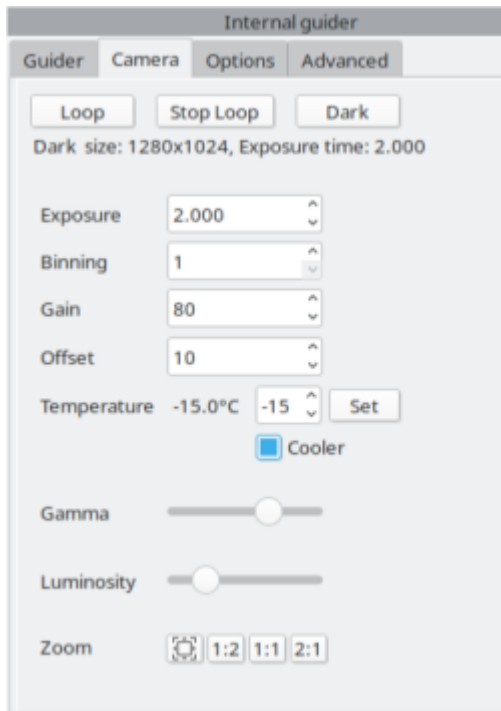 Internal guider
Guider Camera Options Advanced
Loop Stop Loop Dark
Dark size: 1280x1024, Exposure time: 2.000
Exposure 2.000
Binning 1
Gain 80
Offset 10
Temperature -15.0°C -15 Set
Cooler
Gamma
Luminosity
Zoom 1:2 1:1 2:1